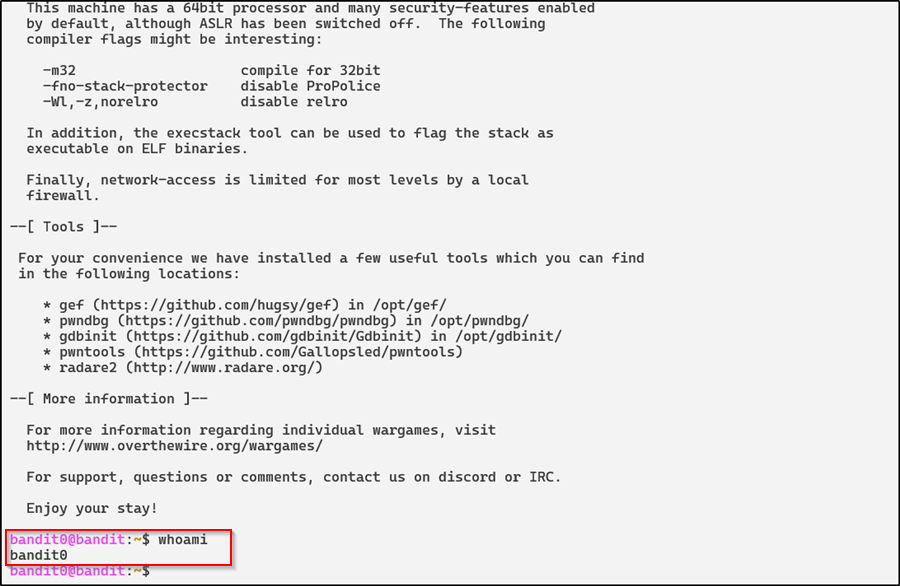 This machine has a 64bit processor and many security-features enabled
by default, although ASLR has been switched off.  The following
compiler flags might be interesting:
-m32                    compile for 32bit
-fno-stack-protector    disable ProPolice
-Wl,-z,norelro          disable relro
In addition, the execstack tool can be used to flag the stack as
executable on ELF binaries.
Finally, network-access is limited for most levels by a local
firewall.
--[ Tools ]--
For your convenience we have installed a few useful tools which you can find
in the following locations:
* gef (https://github.com/hugsy/gef) in /opt/gef/
* pwndbg (https://github.com/pwndbg/pwndbg) in /opt/pwndbg/
* gdbinit (https://github.com/gdbinit/Gdbinit) in /opt/gdbinit/
* pwntools (https://github.com/Gallopsled/pwntools)
* radare2 (http://www.radare.org/)
--[ More information ]--
For more information regarding individual wargames, visit
http://www.overthewire.org/wargames/
For support, questions or comments, contact us on discord or IRC.
Enjoy your stay!
bandit0@bandit:~$ whoami
bandit0
bandit0@bandit:~$